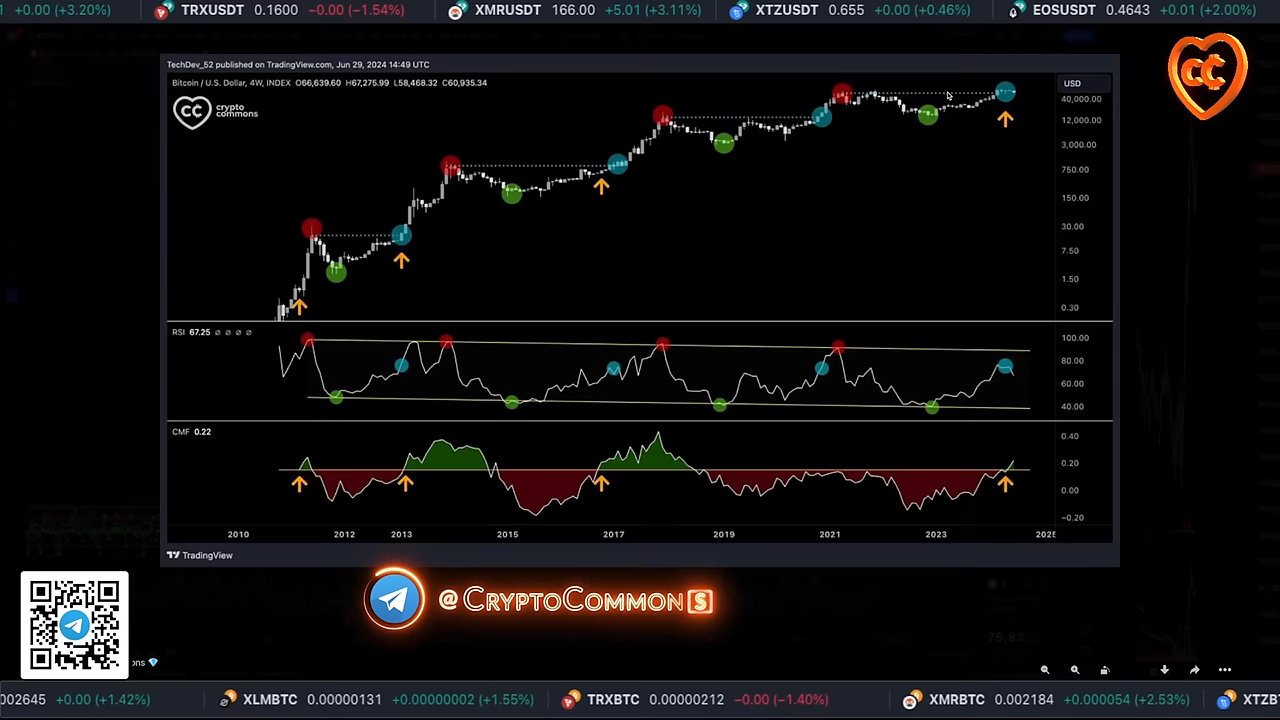 +0.00 (+3.20%) TRXUSDT 0.1600 −0.00 (−1.54%) XMRUSDT 166.00 +5.01 (+3.11%) XTZUSDT 0.655 +0.00 (+0.46%) EOSUSDT 0.4643 +0.01 (+2.00%)
TechDev_52 published on TradingView.com, Jun 29, 2024 14:49 UTC
Bitcoin / U.S. Dollar, 4W, INDEX O66,639.60 H67,275.99 L58,468.32 C60,935.34
USD
CC
crypto
commons
CC
40,000.00
12,000.00
3,000.00
750.00
150.00
30.00
7.50
1.50
0.30
RSI 67.25
100.00
80.00
60.00
40.00
CMF 0.22
0.40
0.20
0.00
−0.20
2010 2012 2013 2015 2017 2019 2021 2023 2025
TradingView
@CRYPTOCOMMONS
75,83
ons
002645 +0.00 (+1.42%) XLMBTC 0.00000131 +0.00000002 (+1.55%) TRXBTC 0.00000212 −0.00 (−1.40%) XMRBTC 0.002184 +0.000054 (+2.53%) XTZB